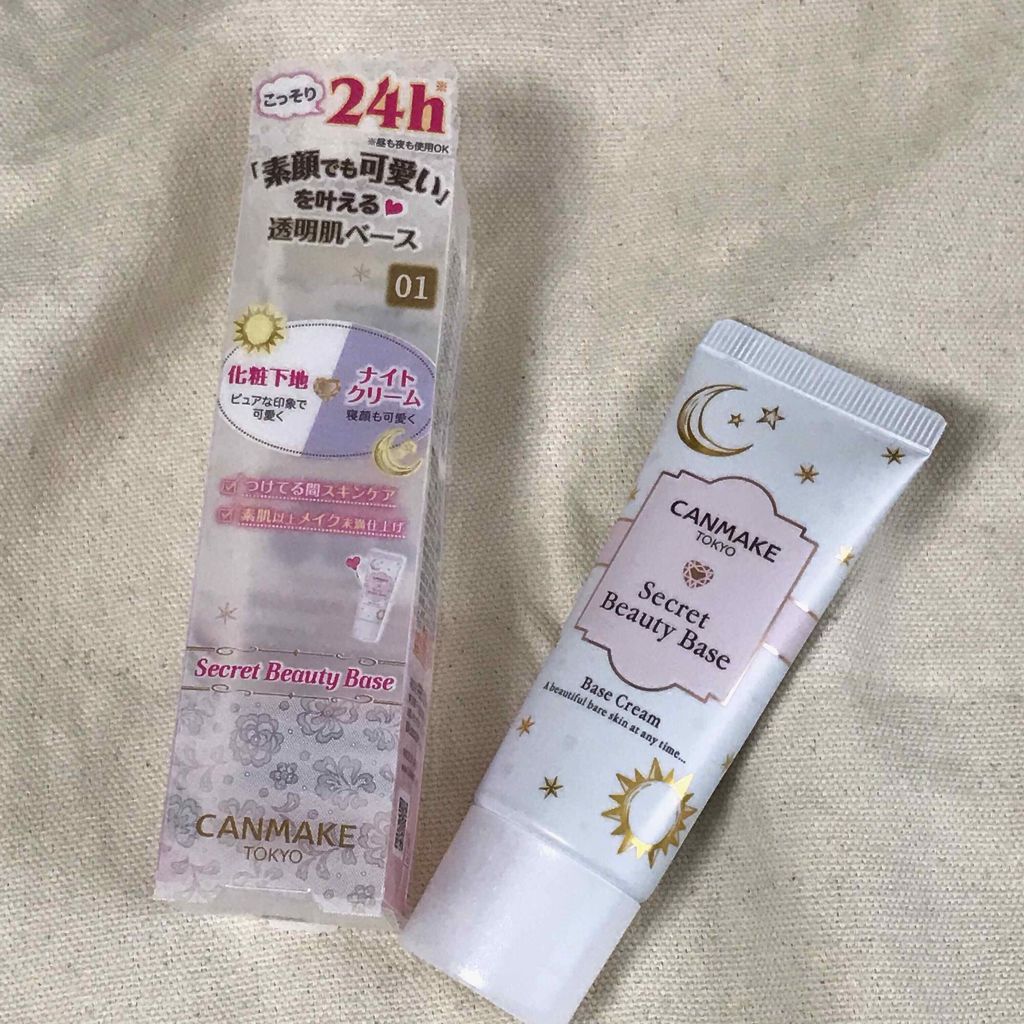 こっそり
24h※
※昼も夜も使用OK
「素顔でも可愛い」
を叶える
透明肌ベース
01
化粧下地
ピュアな印象で
可愛く
ナイト
クリーム
寝顔も可愛く
つけてる間スキンケア
素肌以上メイク未満仕上げ
Secret Beauty Base
CANMAKE
TOKYO
CANMAKE
TOKYO
Secret
Beauty Base
Base Cream
A beautiful bare skin at any time...